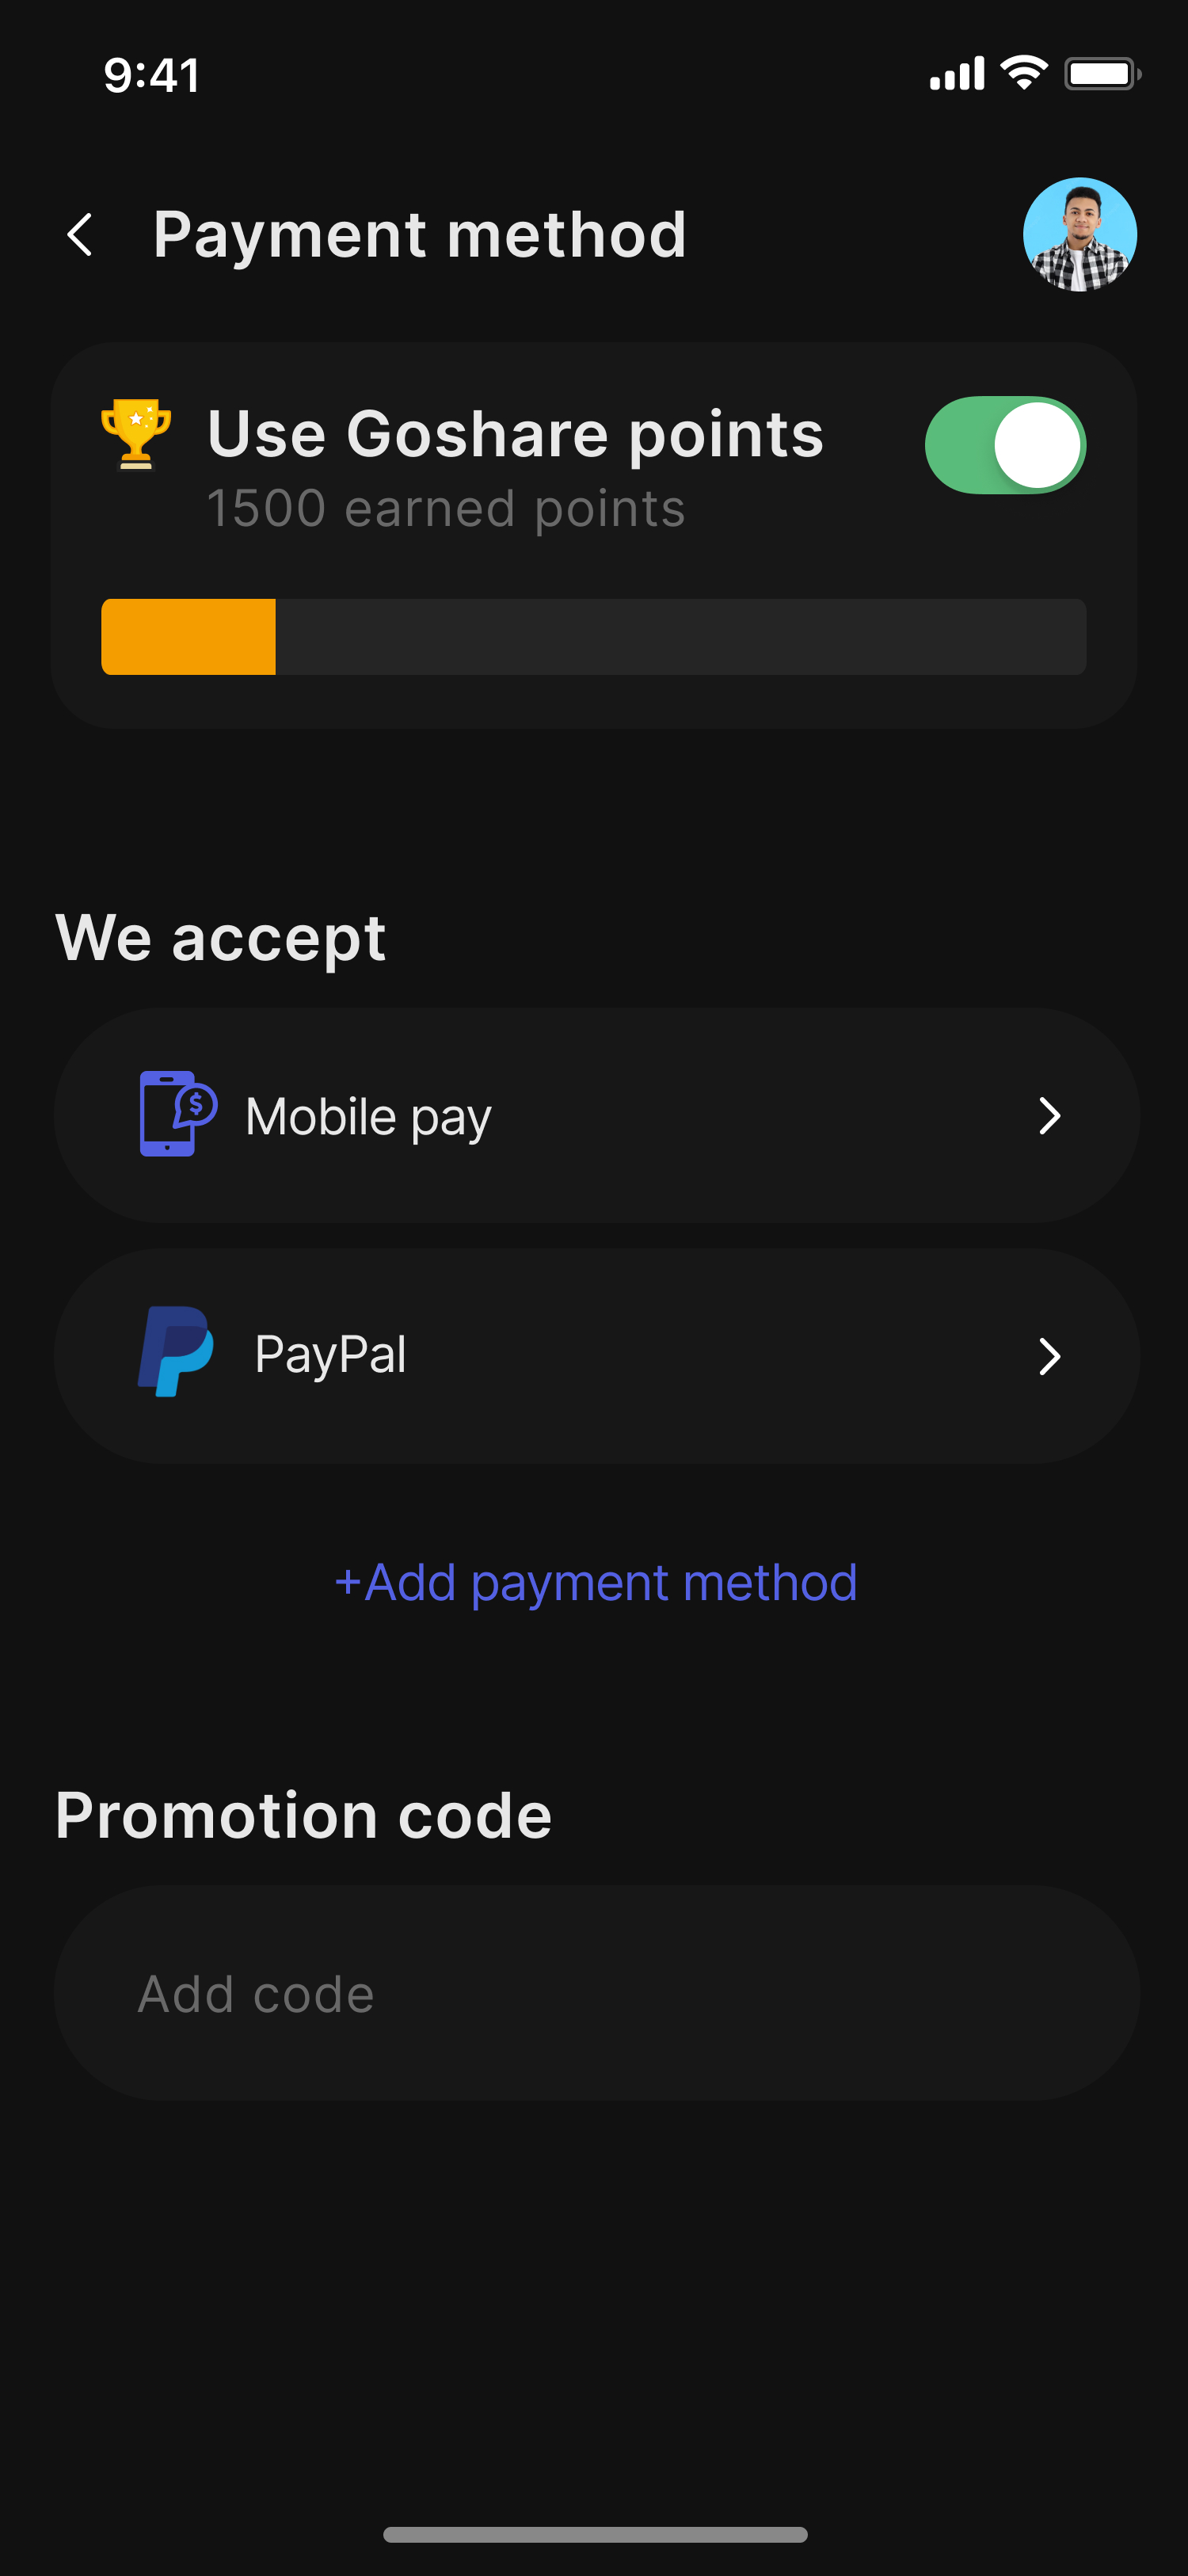 9:41
Payment method
Use Goshare points
1500 earned points
We accept
Mobile pay
PayPal
+Add payment method
Promotion code
Add code